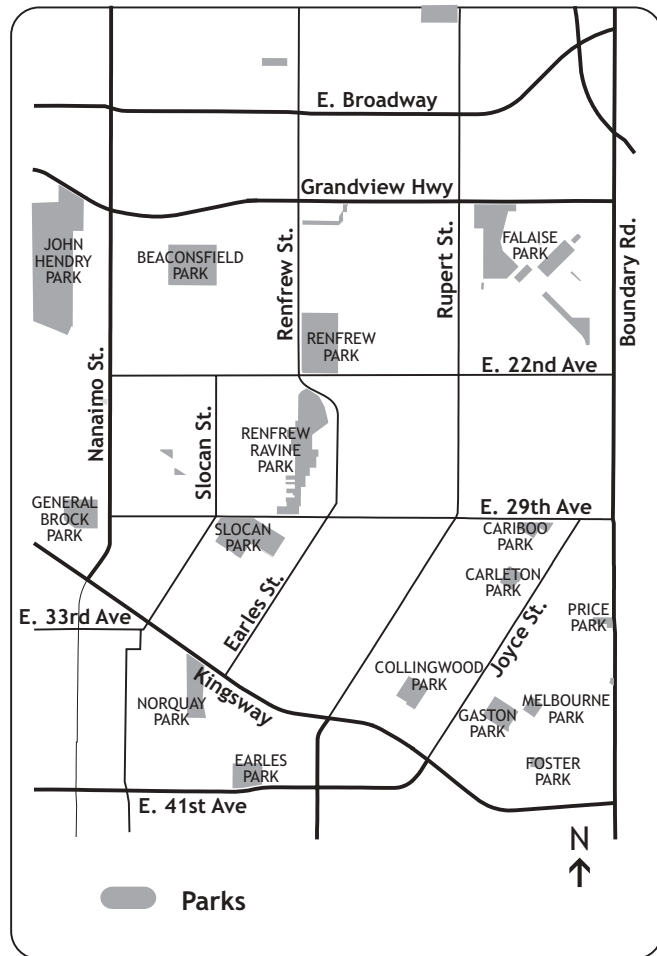 E. Broadway
Grandview Hwy
JOHN
HENDRY
PARK
BEACONSFIELD
PARK
Renfrew St.
Rupert St.
FALAISE
PARK
Boundary Rd.
RENFREW
PARK
E. 22nd Ave
Nanaimo St.
Slocan St.
RENFREW
RAVINE
PARK
GENERAL
BROCK
PARK
E. 29th Ave
SLOCAN
PARK
CARIBOO
PARK
CARLETON
PARK
Earles St.
E. 33rd Ave
PRICE
PARK
Joyce St.
COLLINGWOOD
PARK
Kingsway
NORQUAY
PARK
GASTON
PARK
MELBOURNE
PARK
EARLES
PARK
FOSTER
PARK
E. 41st Ave
N
Parks